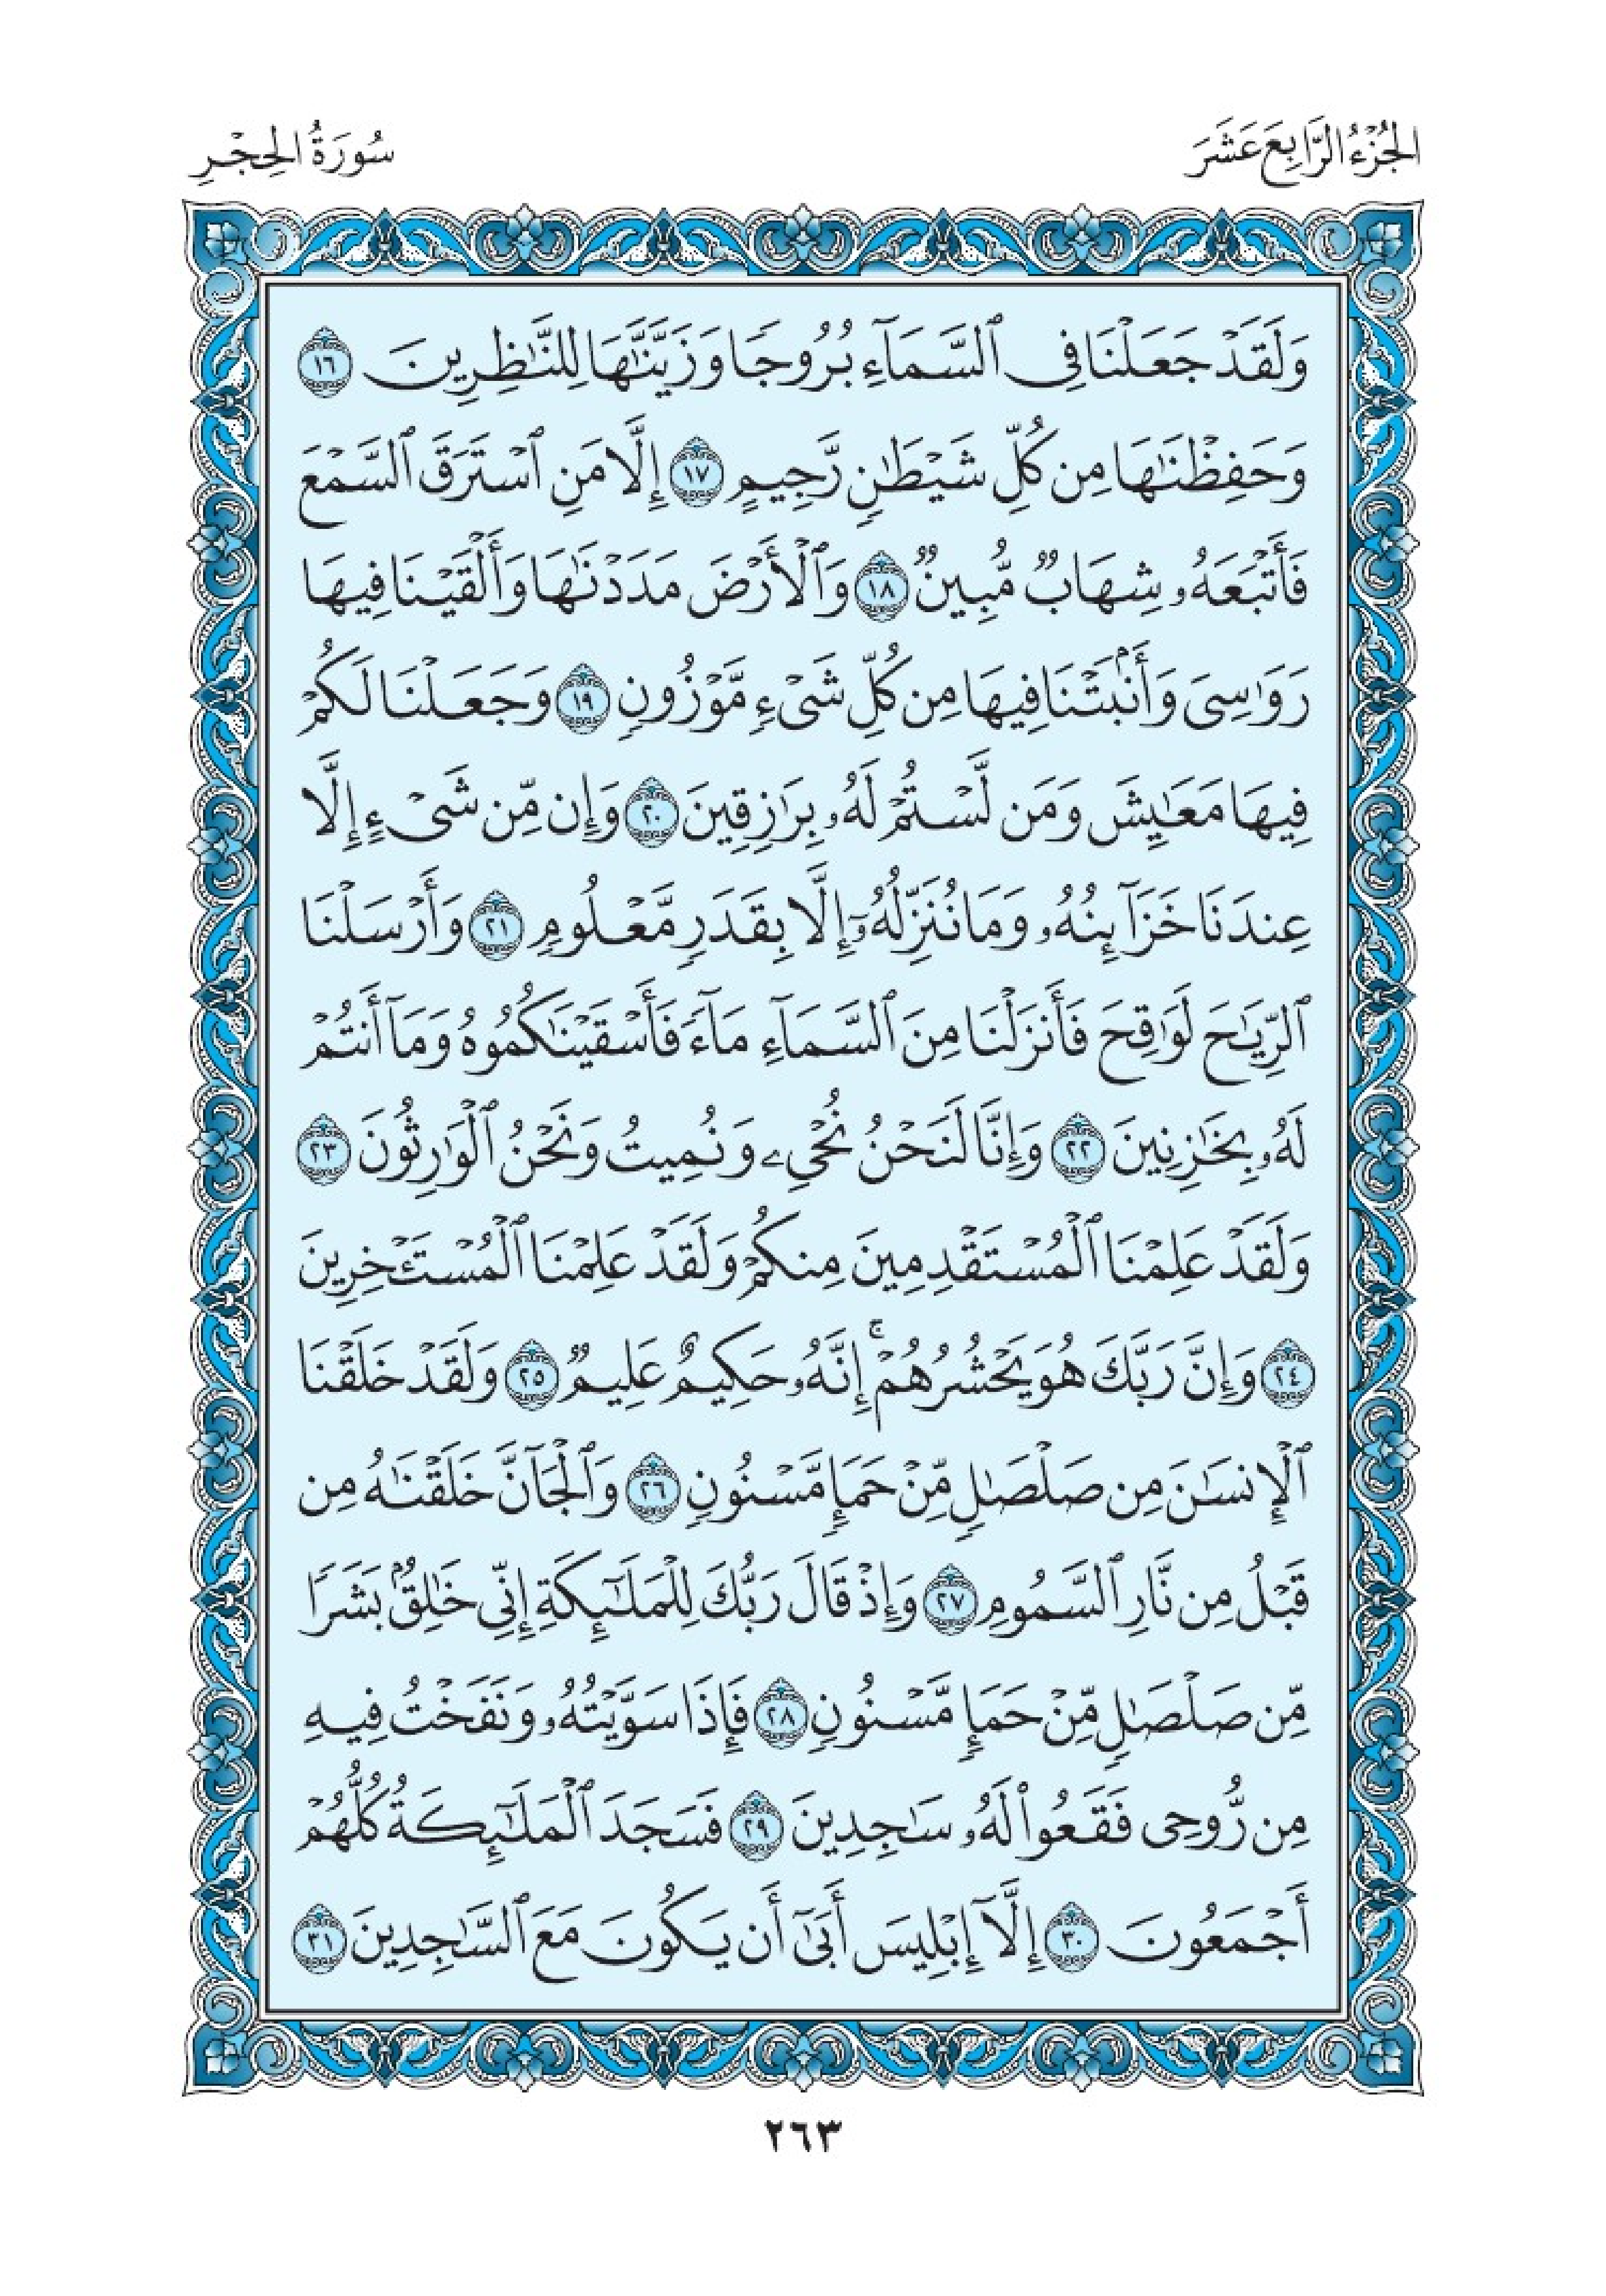 الجُزْءُ الرَّابِعَ عَشَرَ
سُورَةُ الحِجْرِ
وَلَقَدْ جَعَلْنَا فِى ٱلسَّمَآءِ بُرُوجًا وَزَيَّنَّٰهَا لِلنَّٰظِرِينَ ١٦
وَحَفِظْنَٰهَا مِن كُلِّ شَيْطَٰنٍ رَّجِيمٍ ١٧ إِلَّا مَنِ ٱسْتَرَقَ ٱلسَّمْعَ
فَأَتْبَعَهُۥ شِهَابٌ مُّبِينٌ ١٨ وَٱلْأَرْضَ مَدَدْنَٰهَا وَأَلْقَيْنَا فِيهَا
رَوَٰسِىَ وَأَنۢبَتْنَا فِيهَا مِن كُلِّ شَىْءٍ مَّوْزُونٍ ١٩ وَجَعَلْنَا لَكُمْ
فِيهَا مَعَٰيِشَ وَمَن لَّسْتُمْ لَهُۥ بِرَٰزِقِينَ ٢٠ وَإِن مِّن شَىْءٍ إِلَّا
عِندَنَا خَزَآئِنُهُۥ وَمَا نُنَزِّلُهُۥٓ إِلَّا بِقَدَرٍ مَّعْلُومٍ ٢١ وَأَرْسَلْنَا
ٱلرِّيَٰحَ لَوَٰقِحَ فَأَنزَلْنَا مِنَ ٱلسَّمَآءِ مَآءً فَأَسْقَيْنَٰكُمُوهُ وَمَآ أَنتُمْ
لَهُۥ بِخَٰزِنِينَ ٢٢ وَإِنَّا لَنَحْنُ نُحْىِۦ وَنُمِيتُ وَنَحْنُ ٱلْوَٰرِثُونَ ٢٣
وَلَقَدْ عَلِمْنَا ٱلْمُسْتَقْدِمِينَ مِنكُمْ وَلَقَدْ عَلِمْنَا ٱلْمُسْتَـْٔخِرِينَ
٢٤ وَإِنَّ رَبَّكَ هُوَ يَحْشُرُهُمْ ۚ إِنَّهُۥ حَكِيمٌ عَلِيمٌ ٢٥ وَلَقَدْ خَلَقْنَا
ٱلْإِنسَٰنَ مِن صَلْصَٰلٍ مِّنْ حَمَإٍ مَّسْنُونٍ ٢٦ وَٱلْجَآنَّ خَلَقْنَٰهُ مِن
قَبْلُ مِن نَّارِ ٱلسَّمُومِ ٢٧ وَإِذْ قَالَ رَبُّكَ لِلْمَلَٰٓئِكَةِ إِنِّى خَٰلِقٌۢ بَشَرًا
مِّن صَلْصَٰلٍ مِّنْ حَمَإٍ مَّسْنُونٍ ٢٨ فَإِذَا سَوَّيْتُهُۥ وَنَفَخْتُ فِيهِ
مِن رُّوحِى فَقَعُوا۟ لَهُۥ سَٰجِدِينَ ٢٩ فَسَجَدَ ٱلْمَلَٰٓئِكَةُ كُلُّهُمْ
أَجْمَعُونَ ٣٠ إِلَّآ إِبْلِيسَ أَبَىٰٓ أَن يَكُونَ مَعَ ٱلسَّٰجِدِينَ ٣١
٢٦٣